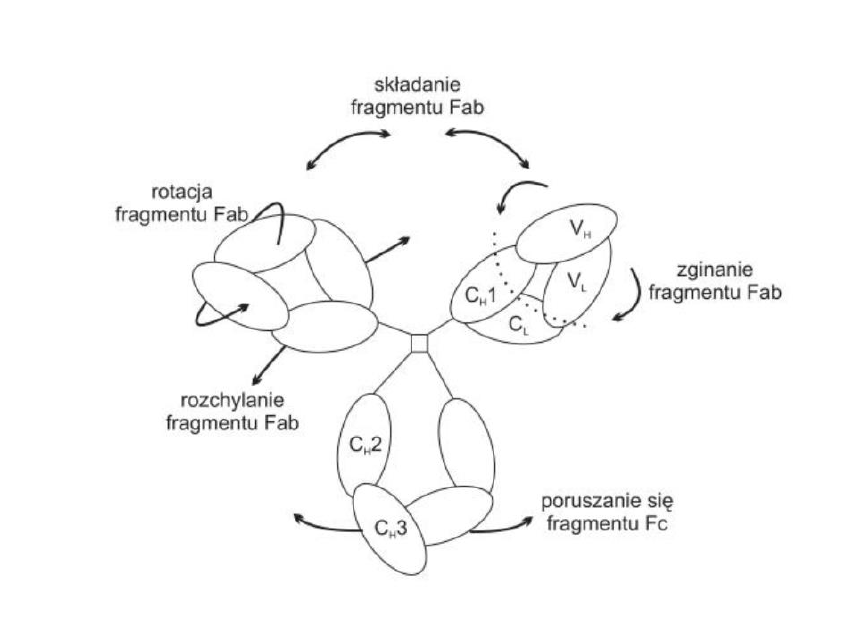 składanie
fragmentu Fab
rotacja
fragmentu Fab
V_H
zginanie
fragmentu Fab
V_L
C_H1
C_L
rozchylanie
fragmentu Fab
C_H2
poruszanie się
fragmentu Fc
C_H3